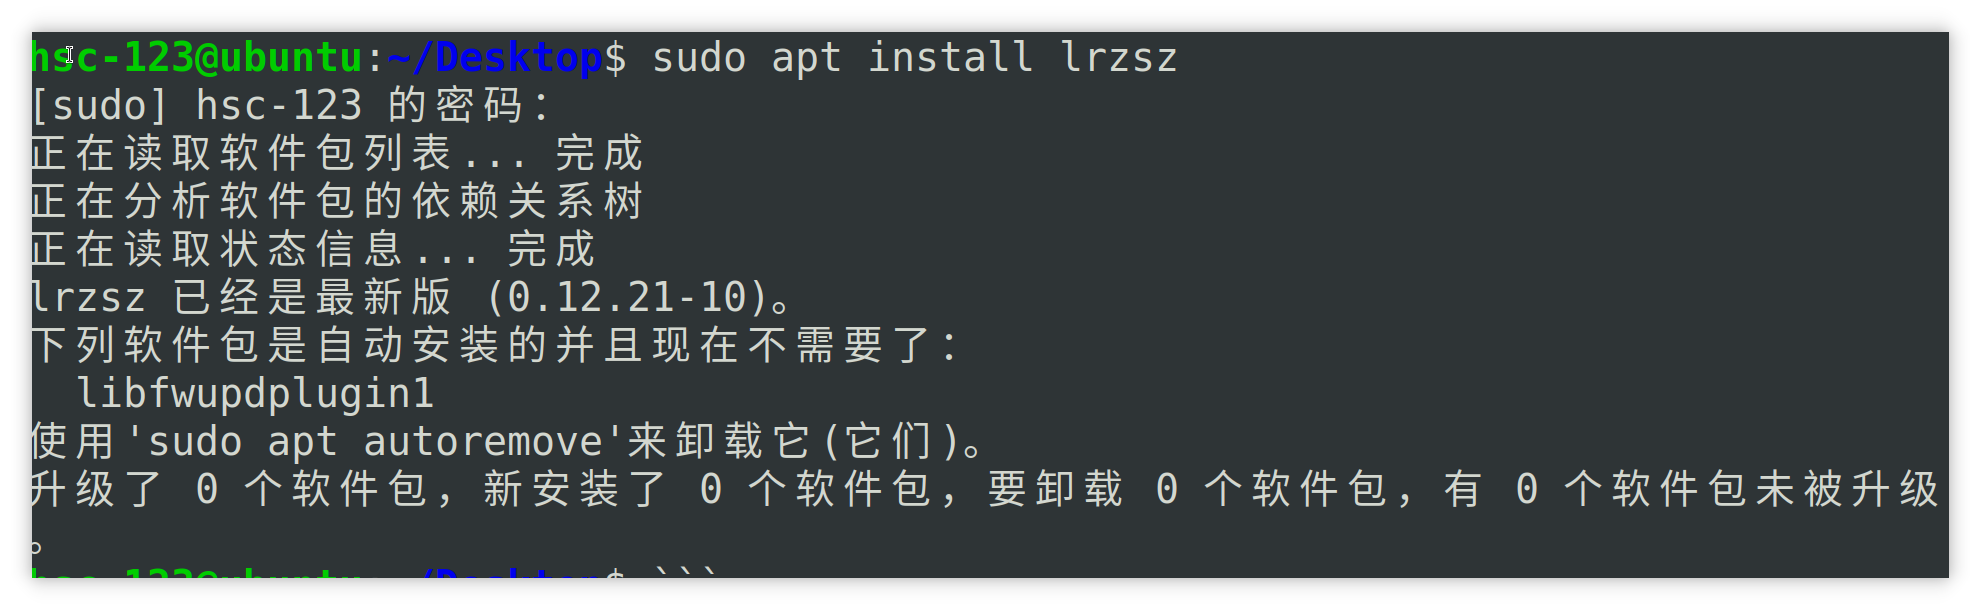 hsc-123@ubuntu:~/Desktop$ sudo apt install lrzsz
[sudo] hsc-123 的密码：
正在读取软件包列表... 完成
正在分析软件包的依赖关系树
正在读取状态信息... 完成
lrzsz 已经是最新版 (0.12.21-10)。
下列软件包是自动安装的并且现在不需要了：
  libfwupdplugin1
使用'sudo apt autoremove'来卸载它(它们)。
升级了 0 个软件包，新安装了 0 个软件包，要卸载 0 个软件包，有 0 个软件包未被升级
。
hsc-123@ubuntu:~/Desktop$ ```